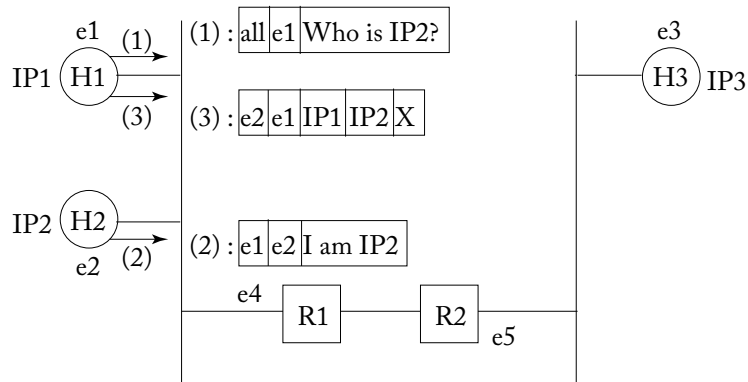 e1
(1)
(1) : all e1 Who is IP2?
e3
IP1 H1
H3 IP3
(3)
(3) : e2 e1 IP1 IP2 X
IP2 H2
(2)
(2) : e1 e2 I am IP2
e2
e4
R1
R2
e5